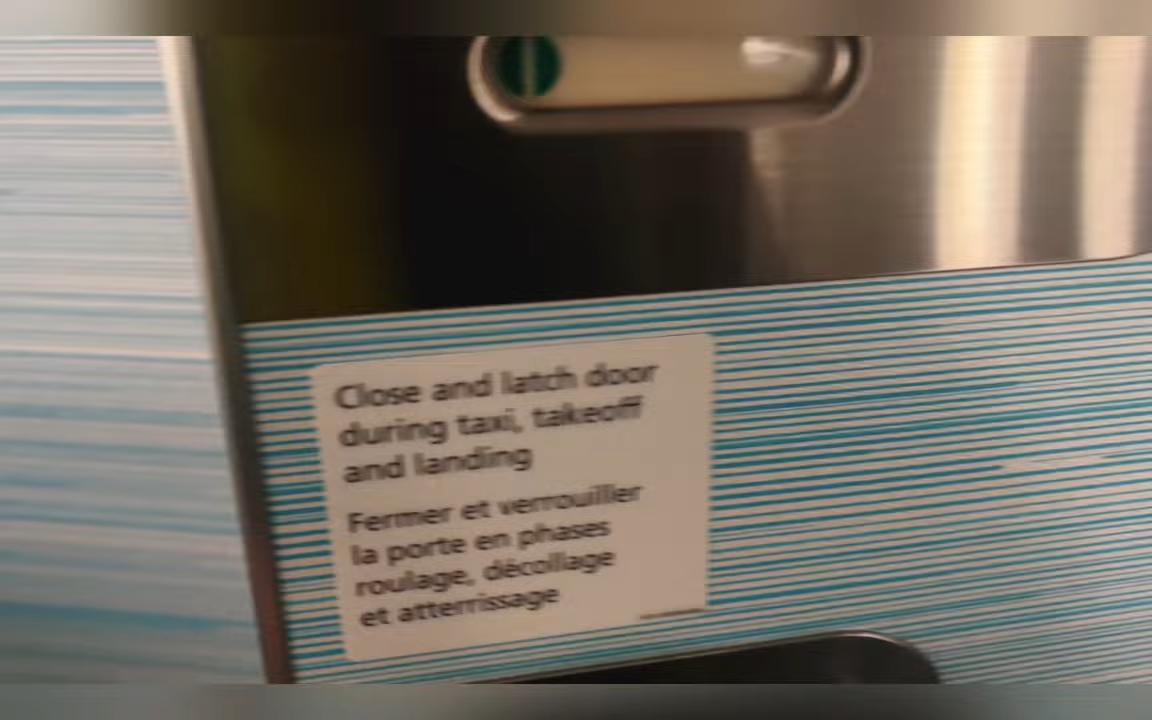 Close and latch door
during taxi, takeoff
and landing
Fermer et verrouiller
la porte en phases
roulage, décollage
et atterrissage